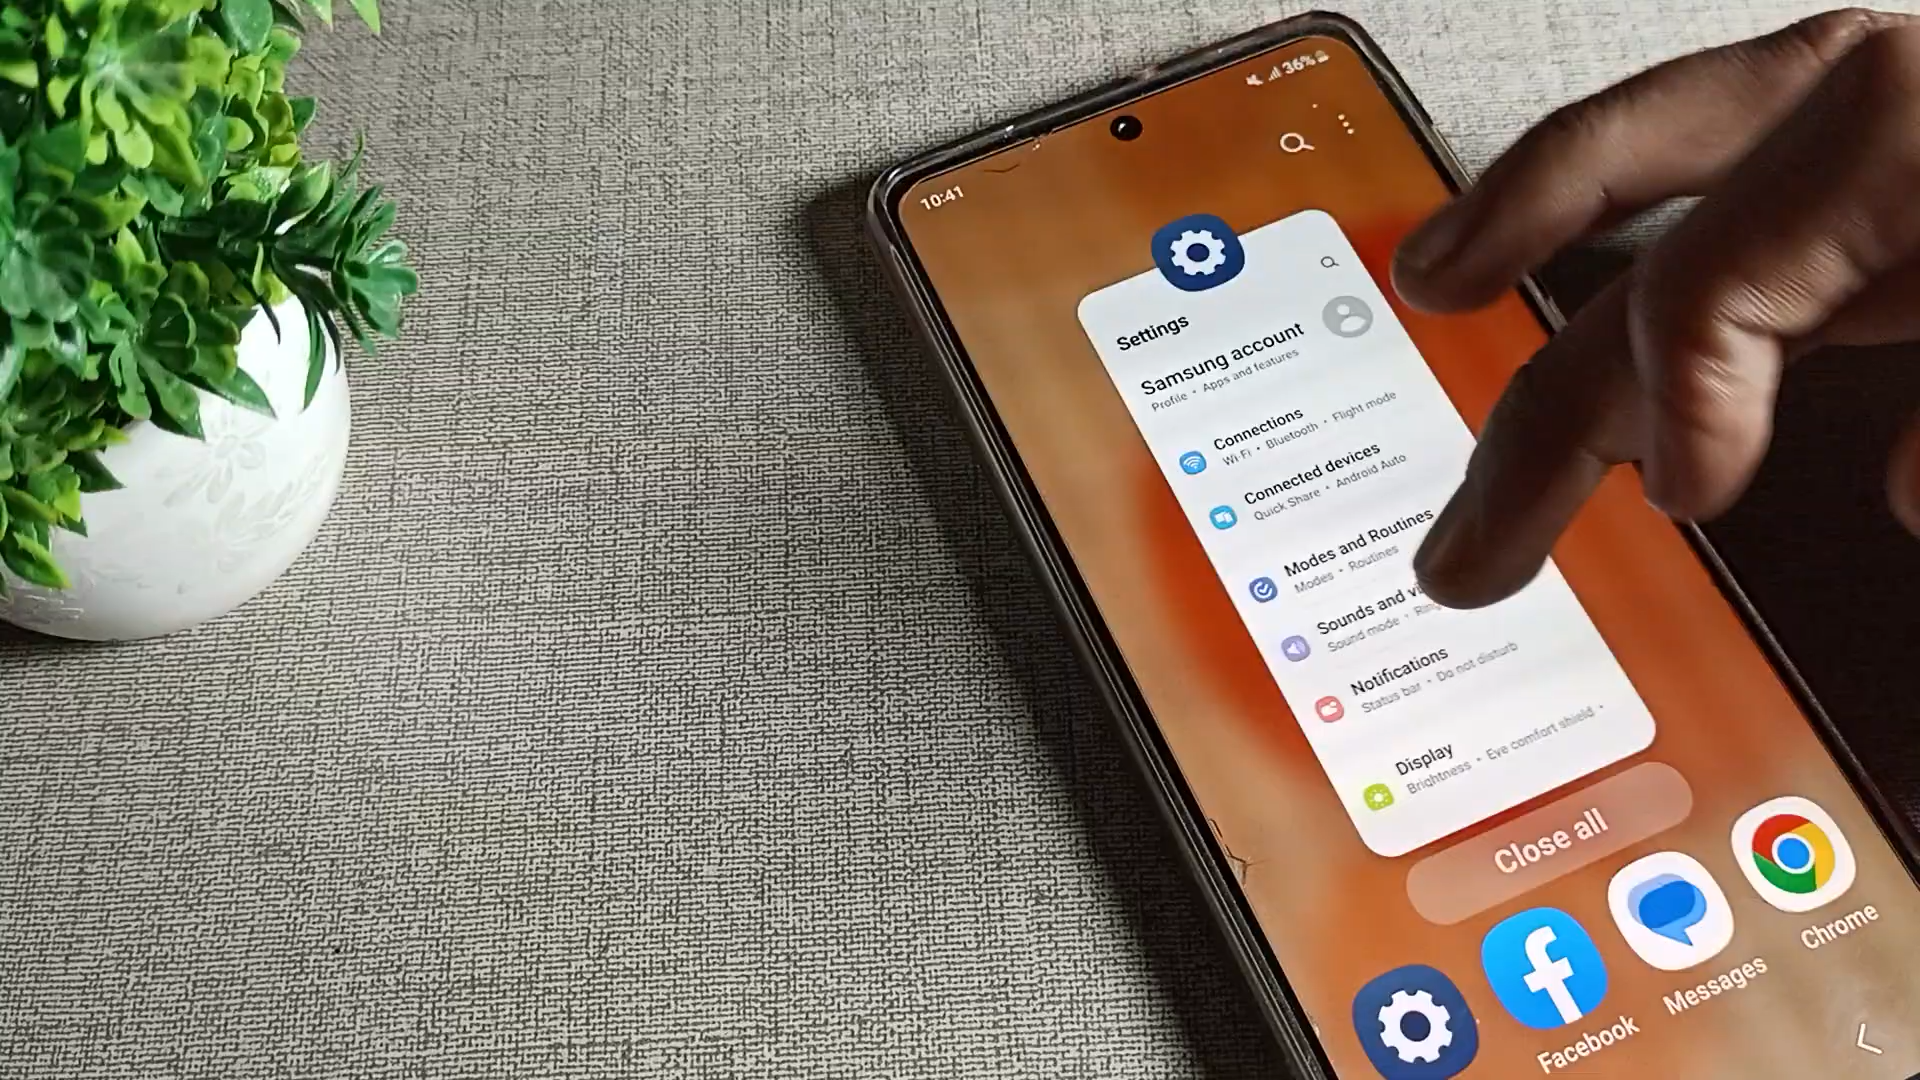 10:41
36%
Settings
Samsung account
Profile • Apps and features
Connections
Wi-Fi • Bluetooth • Flight mode
Connected devices
Quick Share • Android Auto
Modes and Routines
Modes • Routines
Sounds and vi
Sound mode • Ring
Notifications
Status bar • Do not disturb
Display
Brightness • Eye comfort shield •
Close all
Chrome
Messages
Facebook